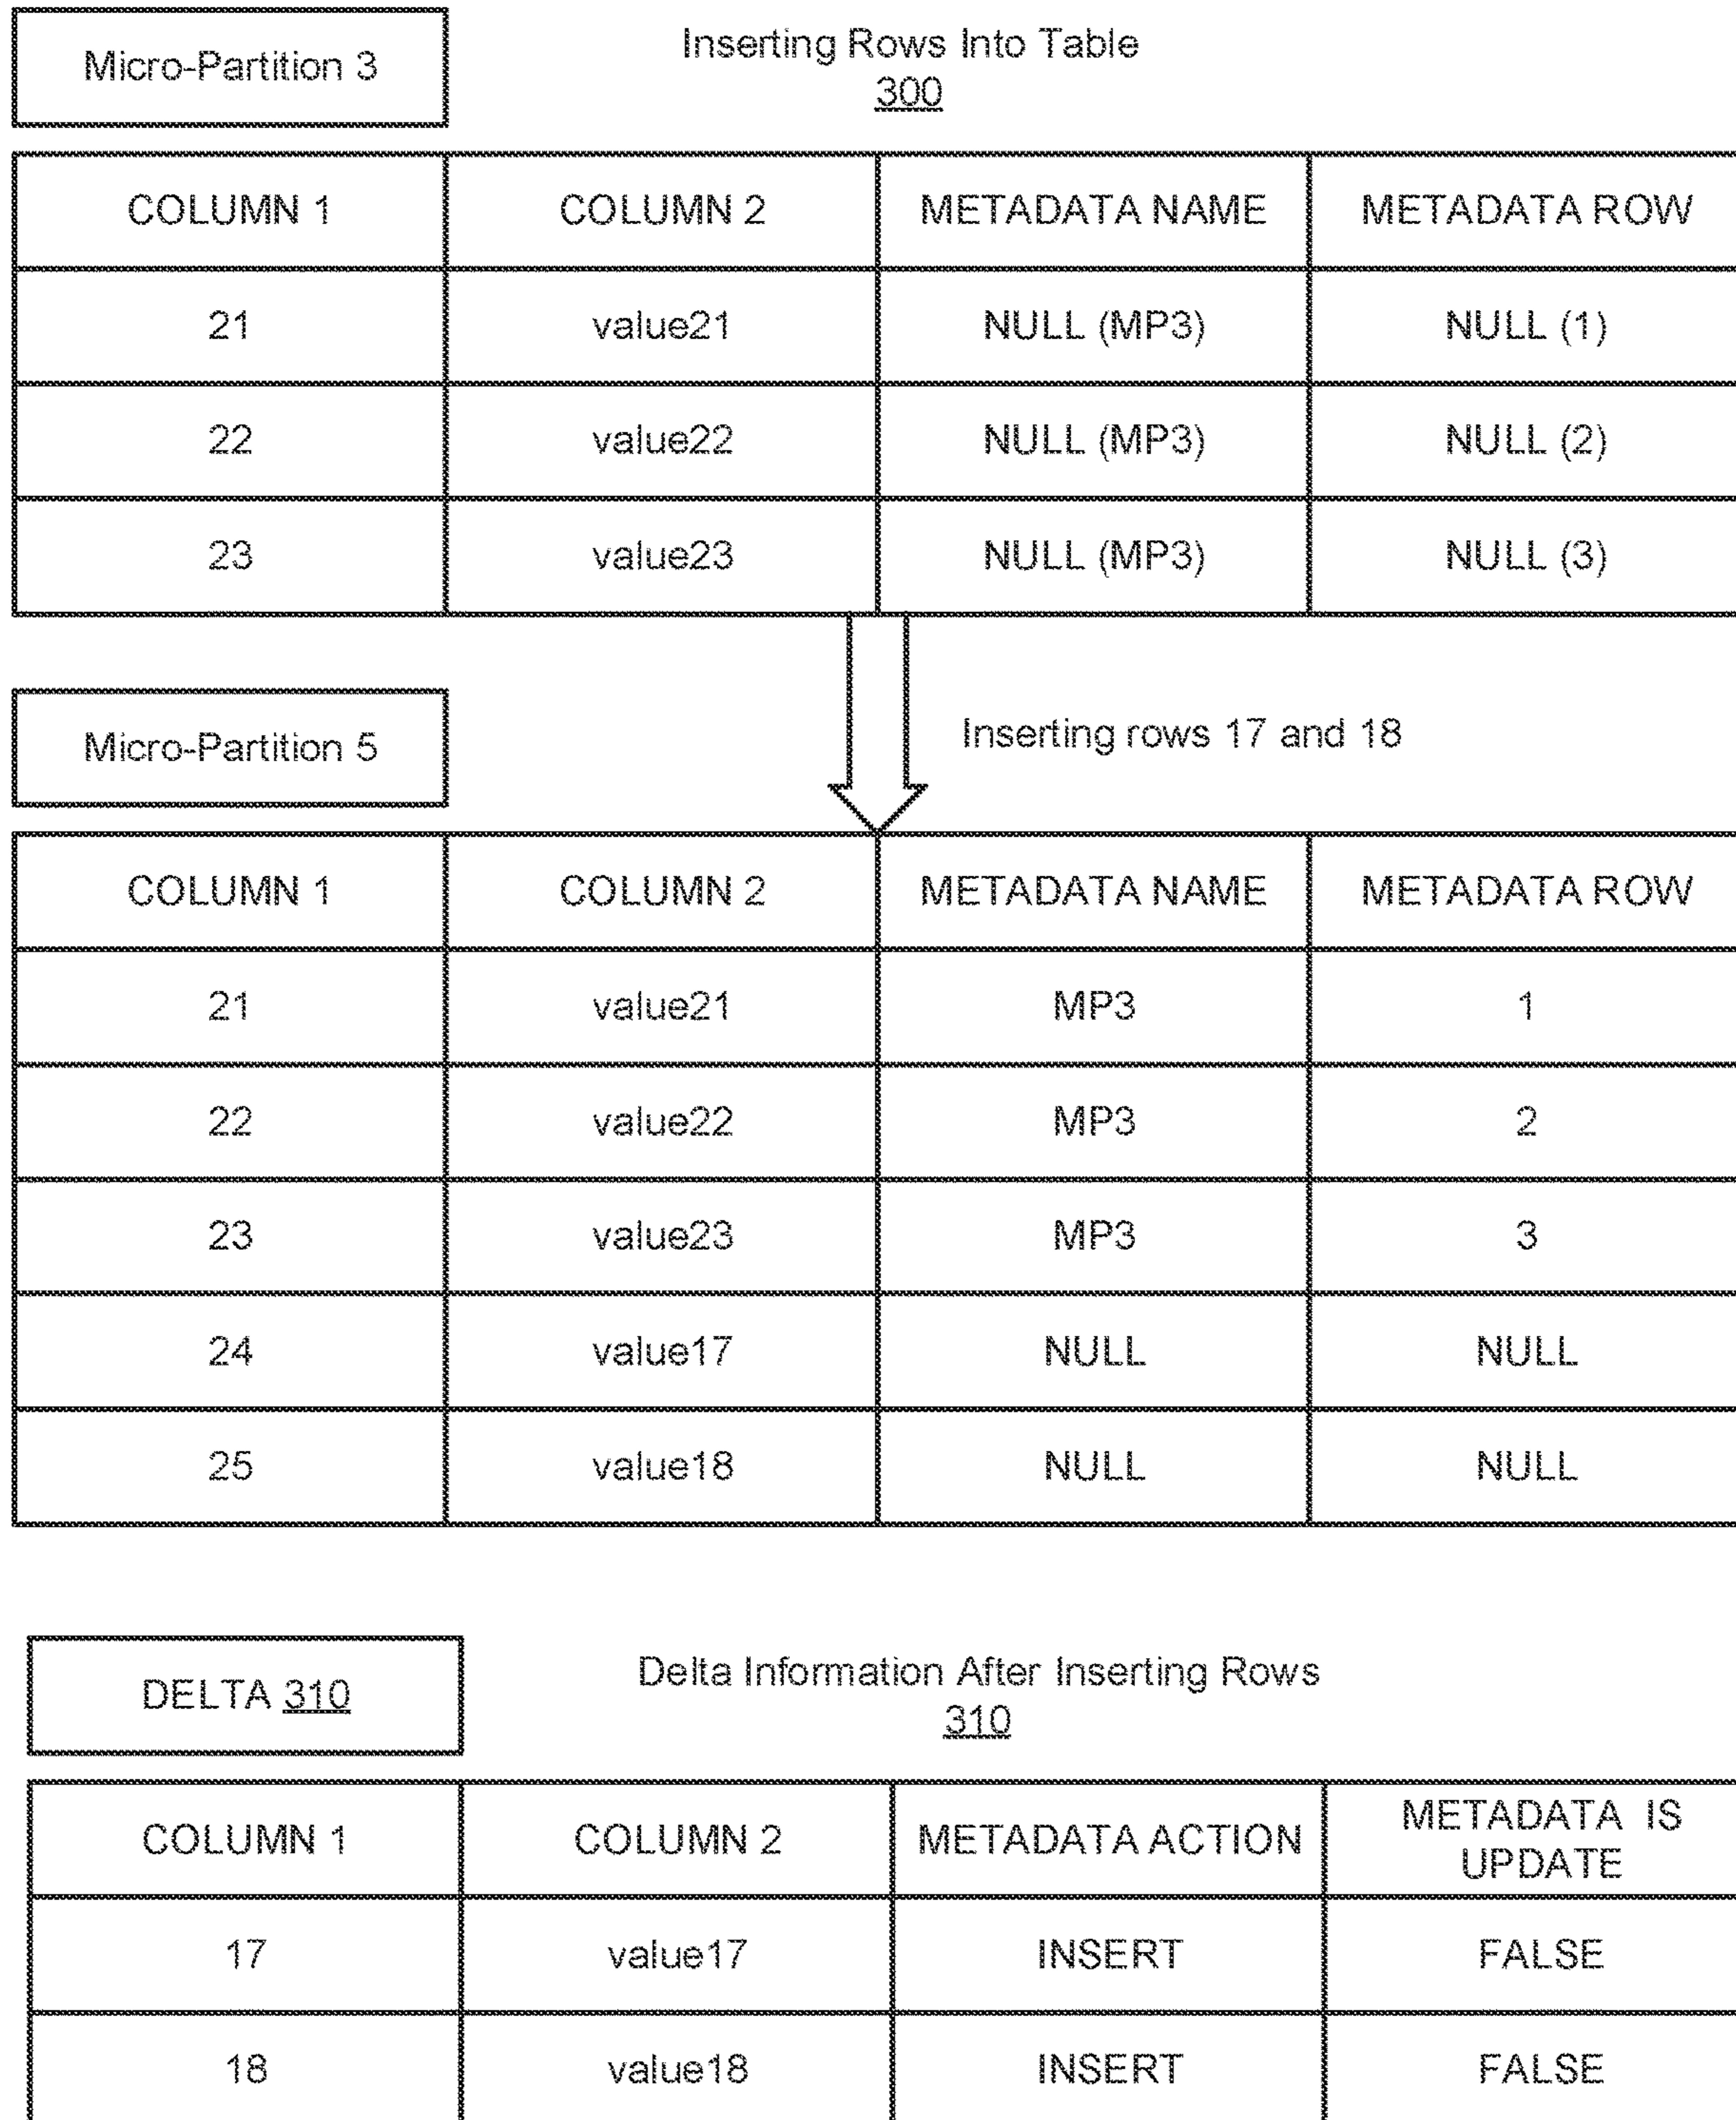 Micro-Partition 3
Inserting Rows Into Table
300
COLUMN 1 COLUMN 2 METADATA NAME METADATA ROW
21 value21 NULL (MP3) NULL (1)
22 value22 NULL (MP3) NULL (2)
23 value23 NULL (MP3) NULL (3)
Micro-Partition 5
Inserting rows 17 and 18
COLUMN 1 COLUMN 2 METADATA NAME METADATA ROW
21 value21 MP3 1
22 value22 MP3 2
23 value23 MP3 3
24 value17 NULL NULL
25 value18 NULL NULL
DELTA 310
Delta Information After Inserting Rows
310
COLUMN 1 COLUMN 2 METADATA ACTION METADATA IS
UPDATE
17 value17 INSERT FALSE
18 value18 INSERT FALSE